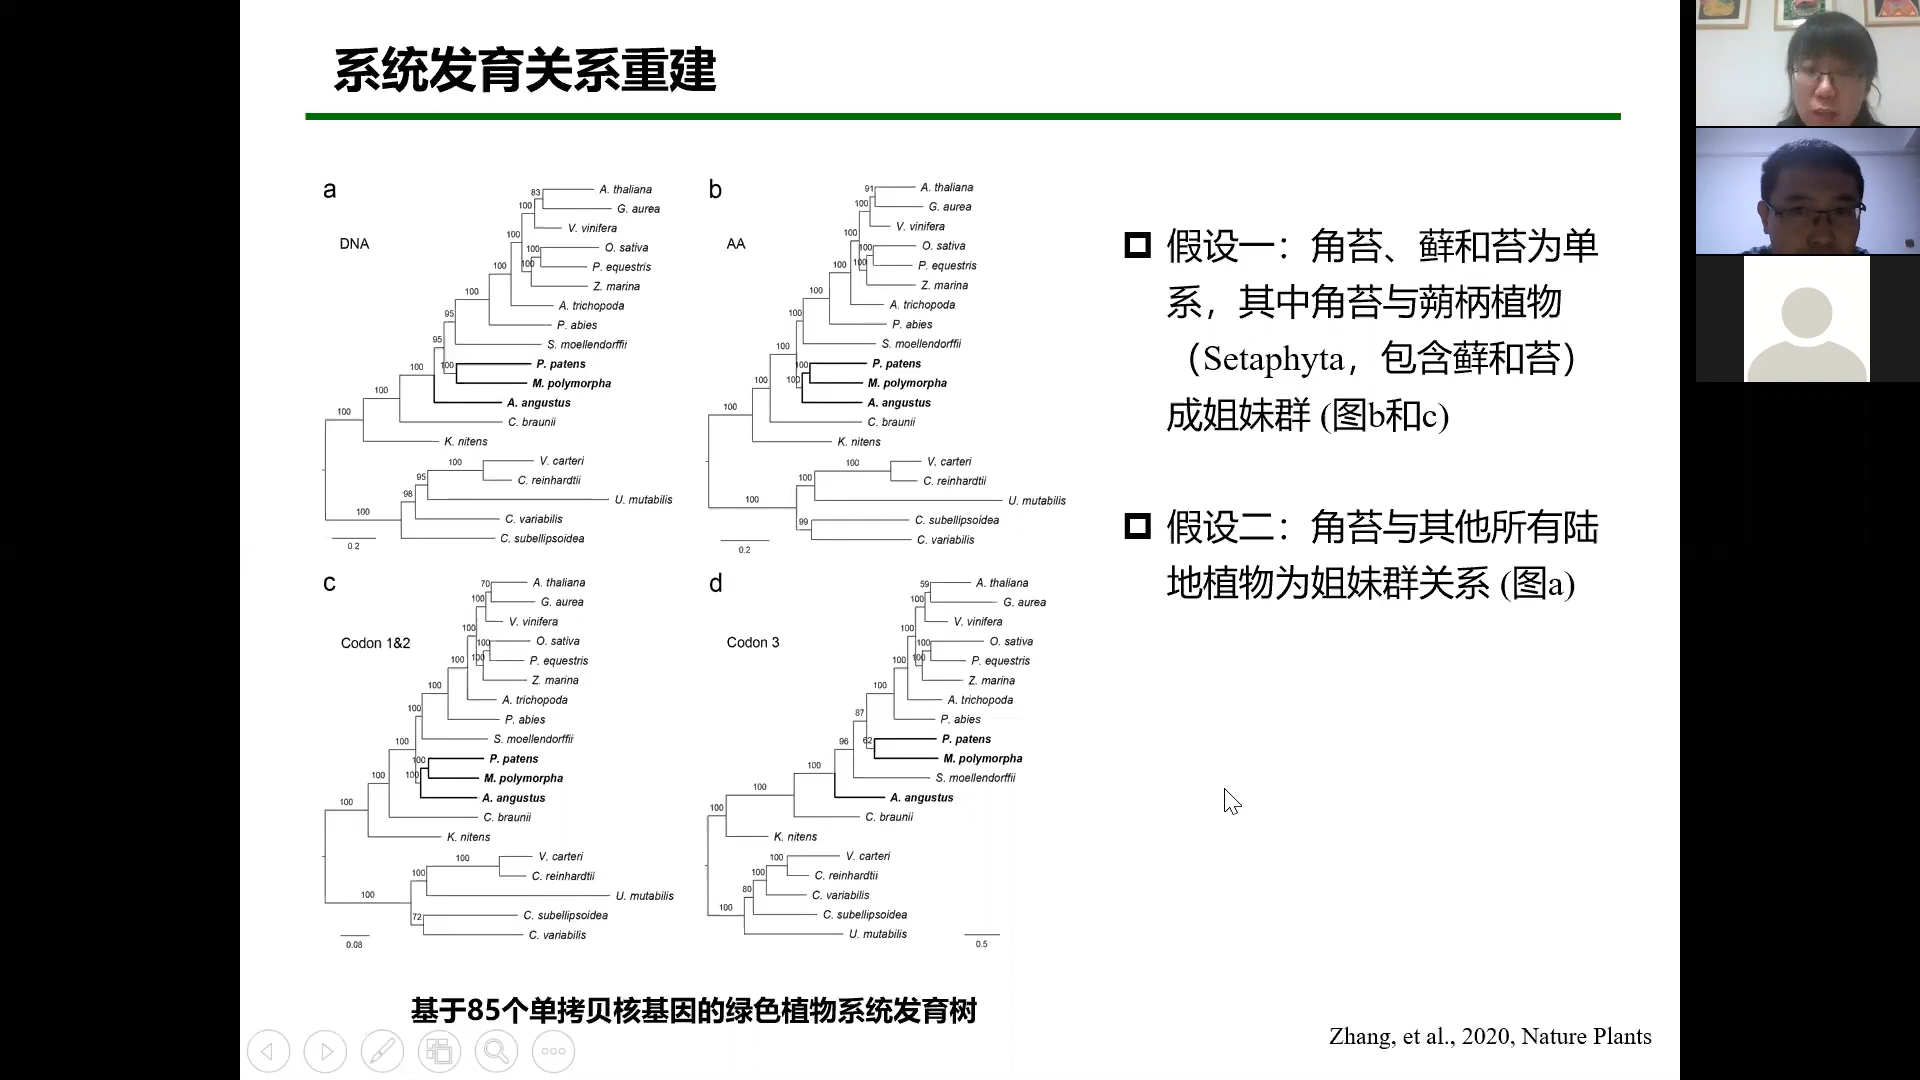 系统发育关系重建
a
DNA
83
A. thaliana
100
G. aurea
100
V. vinifera
100
O. sativa
100
P. equestris
100
Z. marina
100
A. trichopoda
95
P. abies
95
S. moellendorffii
100
P. patens
100
M. polymorpha
100
A. angustus
100
C. braunii
K. nitens
100
V. carteri
95
C. reinhardtii
98
U. mutabilis
100
C. variabilis
C. subellipsoidea
0.2
b
AA
91
A. thaliana
100
G. aurea
100
V. vinifera
100
O. sativa
100
P. equestris
100
Z. marina
100
A. trichopoda
100
P. abies
100
S. moellendorffii
100
P. patens
100
M. polymorpha
100
A. angustus
100
C. braunii
K. nitens
100
V. carteri
100
C. reinhardtii
100
U. mutabilis
99
C. subellipsoidea
C. variabilis
0.2
c
Codon 1&2
70
A. thaliana
100
G. aurea
100
V. vinifera
100
O. sativa
100
P. equestris
100
Z. marina
100
A. trichopoda
100
P. abies
100
S. moellendorffii
100
P. patens
100
M. polymorpha
100
A. angustus
100
C. braunii
K. nitens
100
V. carteri
100
C. reinhardtii
100
U. mutabilis
72
C. subellipsoidea
C. variabilis
0.08
d
Codon 3
59
A. thaliana
100
G. aurea
100
V. vinifera
100
O. sativa
100
P. equestris
100
Z. marina
100
A. trichopoda
87
P. abies
96
62
P. patens
100
M. polymorpha
100
S. moellendorffii
100
A. angustus
C. braunii
K. nitens
100
V. carteri
100
C. reinhardtii
80
C. variabilis
100
C. subellipsoidea
U. mutabilis
0.5
基于85个单拷贝核基因的绿色植物系统发育树
假设一：角苔、藓和苔为单
系，其中角苔与蒴柄植物
（Setaphyta，包含藓和苔）
成姐妹群 (图b和c)
假设二：角苔与其他所有陆
地植物为姐妹群关系 (图a)
Zhang, et al., 2020, Nature Plants